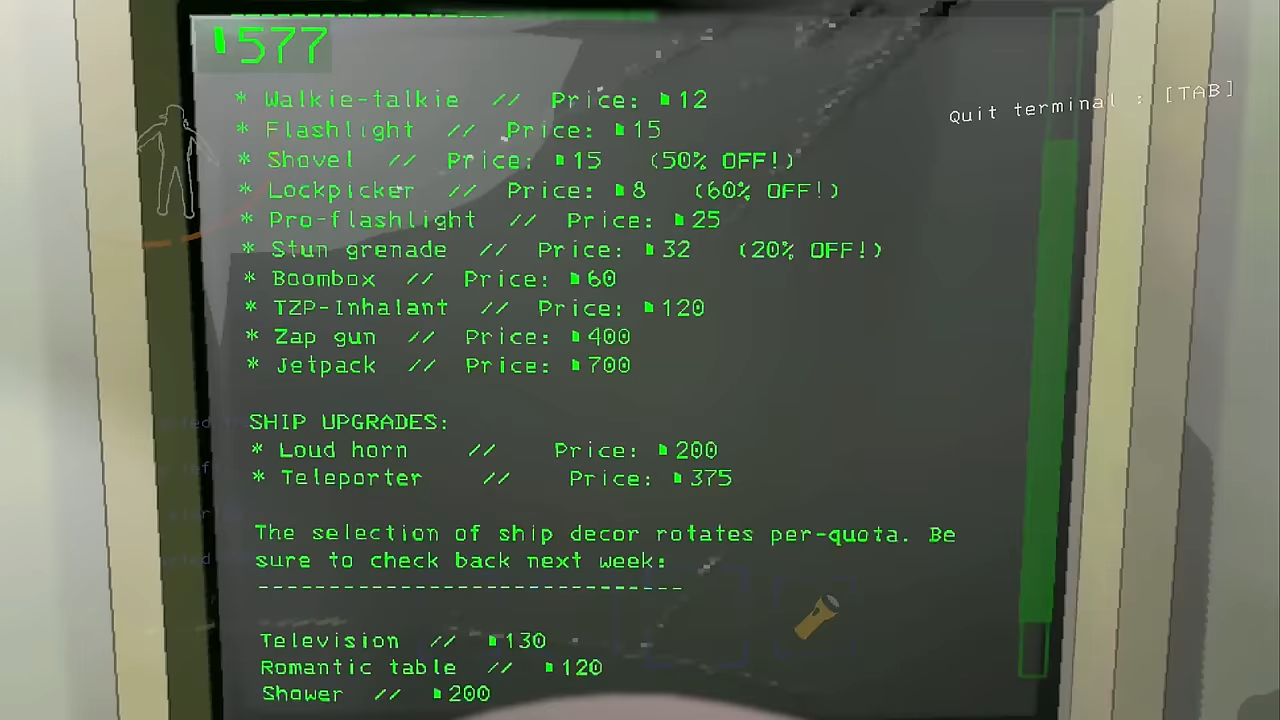 577
* Walkie-talkie // Price: ▮12
* Flashlight // Price: ▮15
* Shovel // Price: ▮15 (50% OFF!)
* Lockpicker // Price: ▮8 (60% OFF!)
* Pro-flashlight // Price: ▮25
* Stun grenade // Price: ▮32 (20% OFF!)
* Boombox // Price: ▮60
* TZP-Inhalant // Price: ▮120
* Zap gun // Price: ▮400
* Jetpack // Price: ▮700
SHIP UPGRADES:
* Loud horn // Price: ▮200
* Teleporter // Price: ▮375
The selection of ship decor rotates per-quota. Be
sure to check back next week:
------------------------------
Television // ▮130
Romantic table // ▮120
Shower // ▮200
Quit terminal : [TAB]